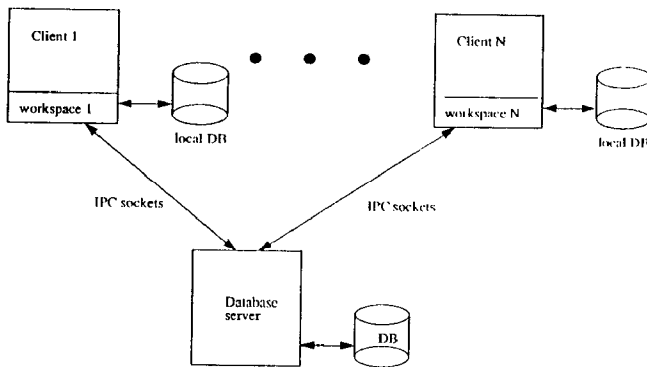 Client 1
Client N
workspace 1
workspace N
local DB
local DB
IPC sockets
IPC sockets
Database
server
DB